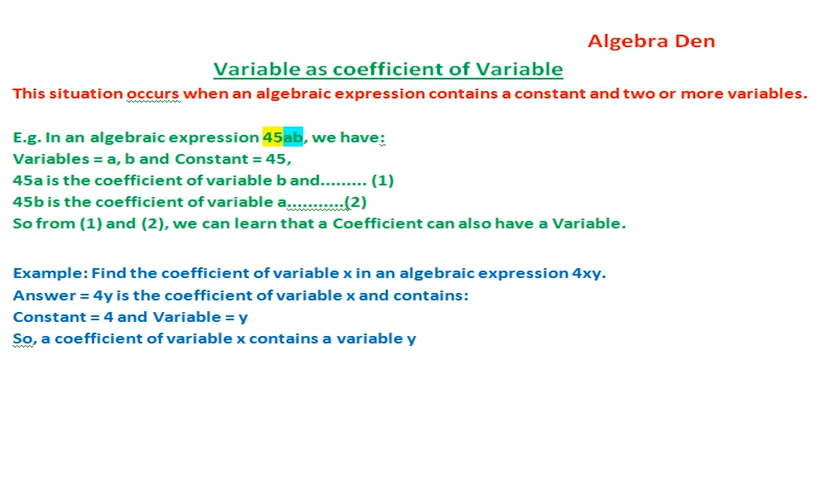 Algebra Den
Variable as coefficient of Variable
This situation occurs when an algebraic expression contains a constant and two or more variables.
E.g. In an algebraic expression 45ab, we have:
Variables = a, b and Constant = 45,
45a is the coefficient of variable b and......... (1)
45b is the coefficient of variable a...........(2)
So from (1) and (2), we can learn that a Coefficient can also have a Variable.
Example: Find the coefficient of variable x in an algebraic expression 4xy.
Answer = 4y is the coefficient of variable x and contains:
Constant = 4 and Variable = y
So, a coefficient of variable x contains a variable y